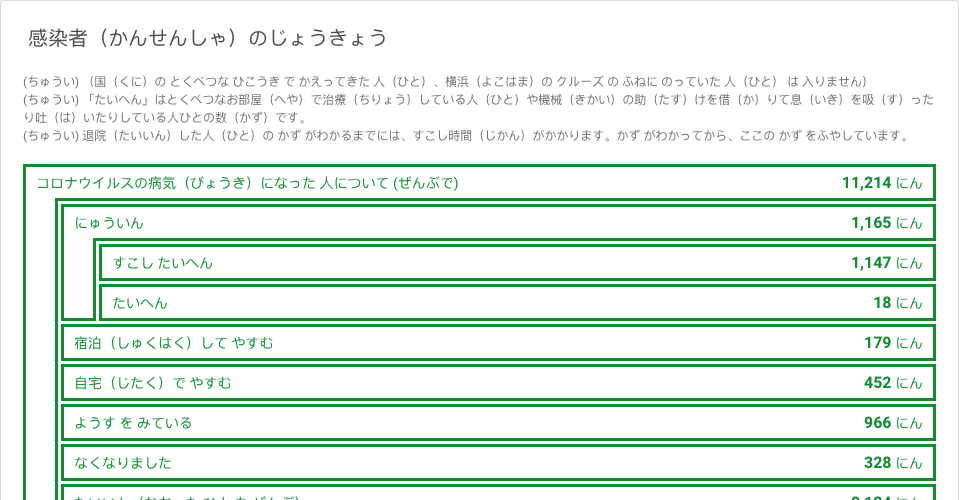 感染者（かんせんしゃ）のじょうきょう
(ちゅうい) （国（くに）の とくべつな ひこうき で かえってきた 人（ひと）、横浜（よこはま）の クルーズ の ふねに のっていた 人（ひと） は 入りません）
(ちゅうい) 「たいへん」はとくべつなお部屋（へや）で治療（ちりょう）している人（ひと）や機械（きかい）の助（たす）けを借（か）りて息（いき）を吸（す）った
り吐（は）いたりしている人ひとの数（かず）です。
(ちゅうい) 退院（たいいん）した人（ひと）の かず がわかるまでには、すこし時間（じかん）がかかります。かず がわかってから、ここの かず をふやしています。
コロナウイルスの病気（びょうき）になった 人について (ぜんぶで) 11,214 にん
にゅういん 1,165 にん
すこし たいへん 1,147 にん
たいへん 18 にん
宿泊（しゅくはく）して やすむ 179 にん
自宅（じたく）で やすむ 452 にん
ようす を みている 966 にん
なくなりました 328 にん